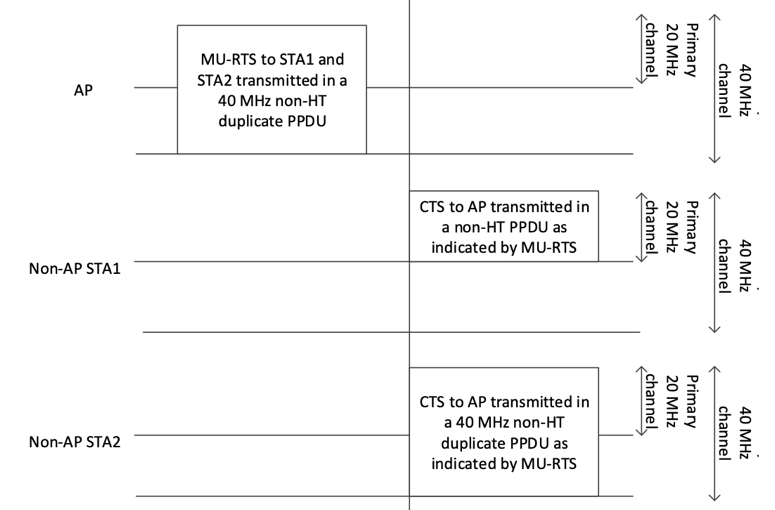 MU-RTS to STA1 and
STA2 transmitted in a
40 MHz non-HT
duplicate PPDU
AP
Primary
20 MHz
channel
40 MHz
channel
CTS to AP transmitted in
a non-HT PPDU as
indicated by MU-RTS
Non-AP STA1
Primary
20 MHz
channel
40 MHz
channel
CTS to AP transmitted in
a 40 MHz non-HT
duplicate PPDU as
indicated by MU-RTS
Non-AP STA2
Primary
20 MHz
channel
40 MHz
channel